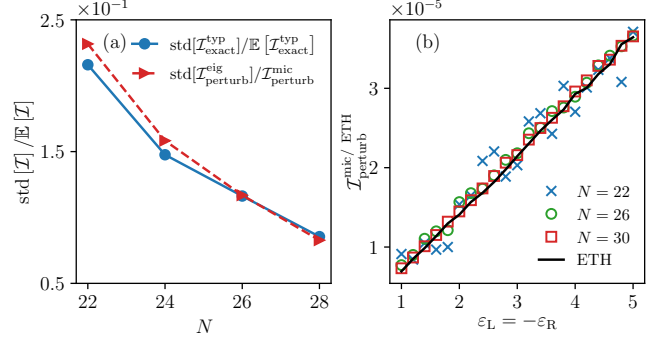 ×10⁻¹
(a)
std[𝓘^typ_exact]/𝔼[𝓘^typ_exact]
std[𝓘^eig_perturb]/𝓘^mic_perturb
std [𝓘] /𝔼 [𝓘]
2.5
1.5
0.5
22 24 26 28
N
×10⁻⁵
(b)
𝓘^mic/ ETH_perturb
3
2
1
N = 22
N = 26
N = 30
ETH
1 2 3 4 5
ε_L = −ε_R